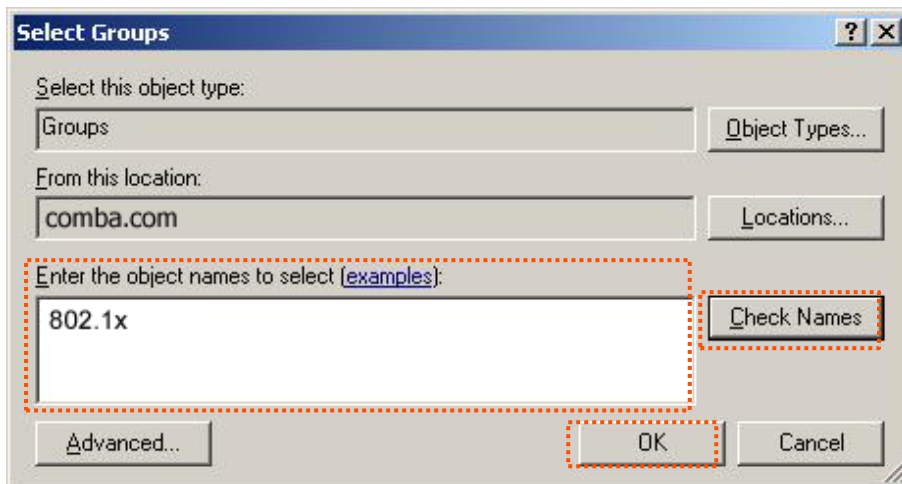 Select Groups
Select this object type:
Groups
Object Types...
From this location:
comba.com
Locations...
Enter the object names to select (examples):
802.1x
Check Names
Advanced...
OK
Cancel